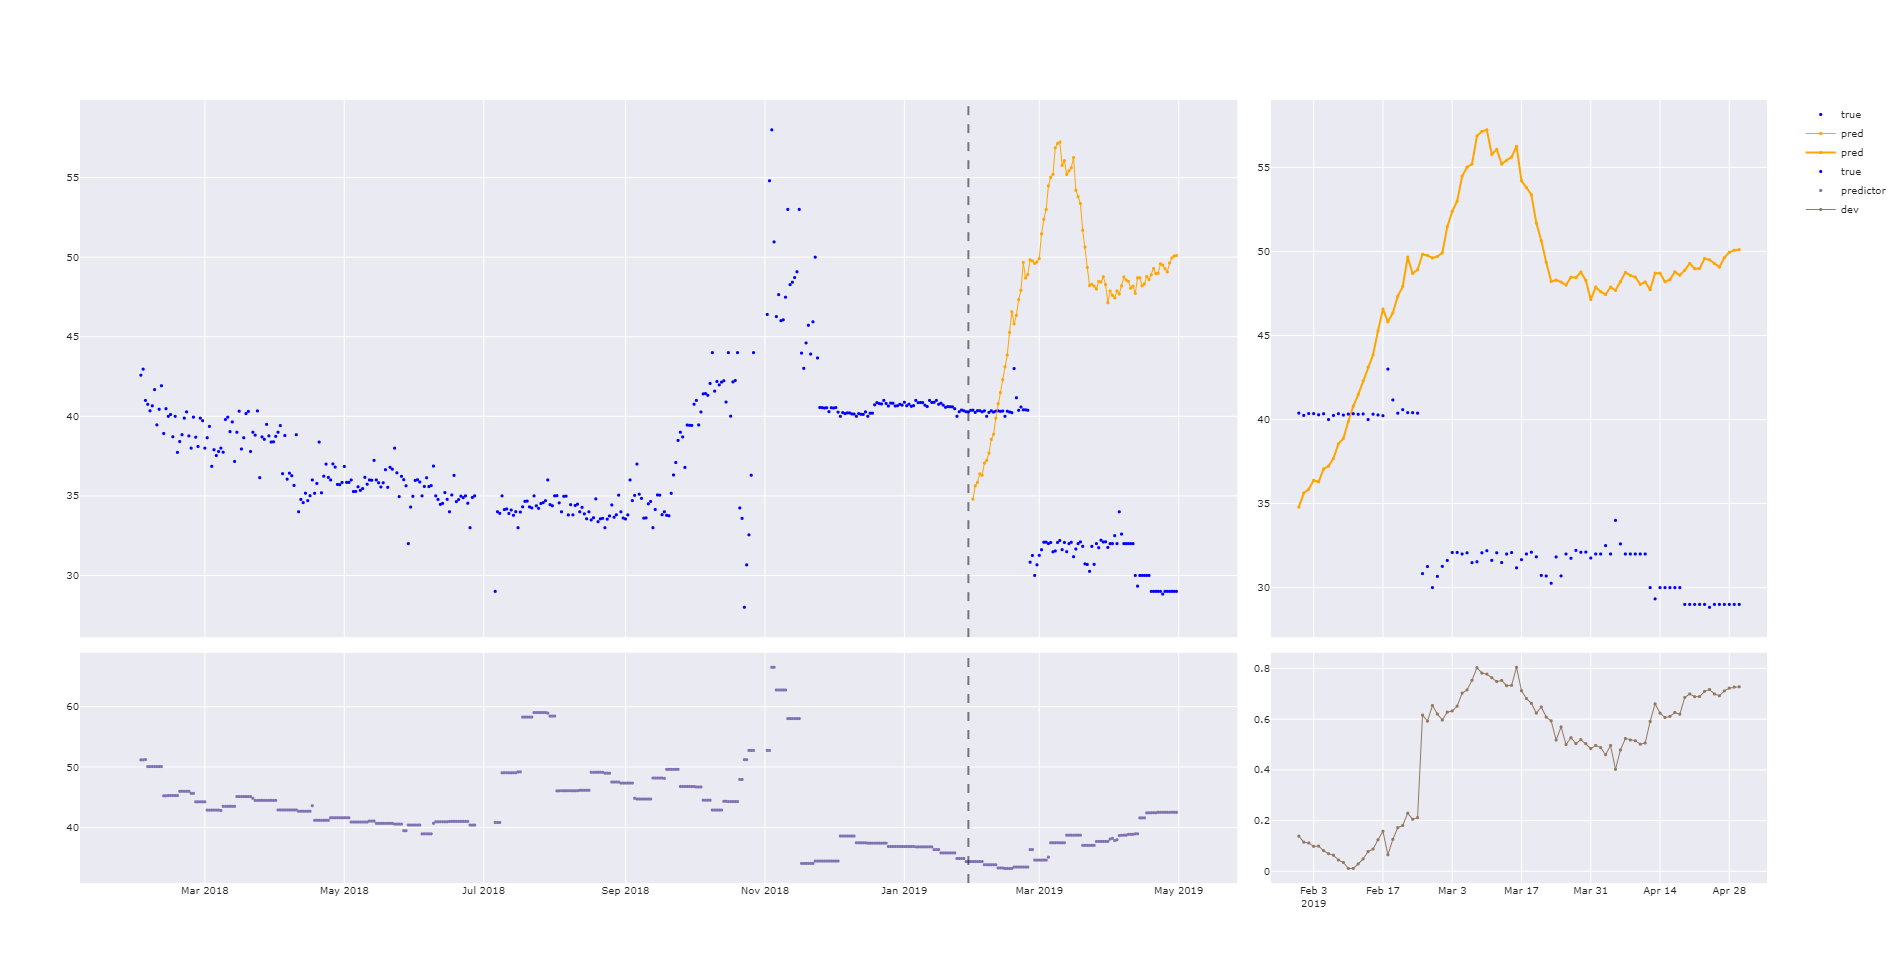 55
50
45
40
35
30
55
50
45
40
35
30
true
pred
pred
true
predictor
dev
60
50
40
Mar 2018
May 2018
Jul 2018
Sep 2018
Nov 2018
Jan 2019
Mar 2019
May 2019
0.8
0.6
0.4
0.2
0
Feb 3
2019
Feb 17
Mar 3
Mar 17
Mar 31
Apr 14
Apr 28